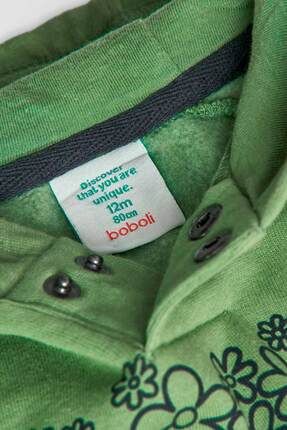 Discover
that you are
unique.
12m
80cm
boboli